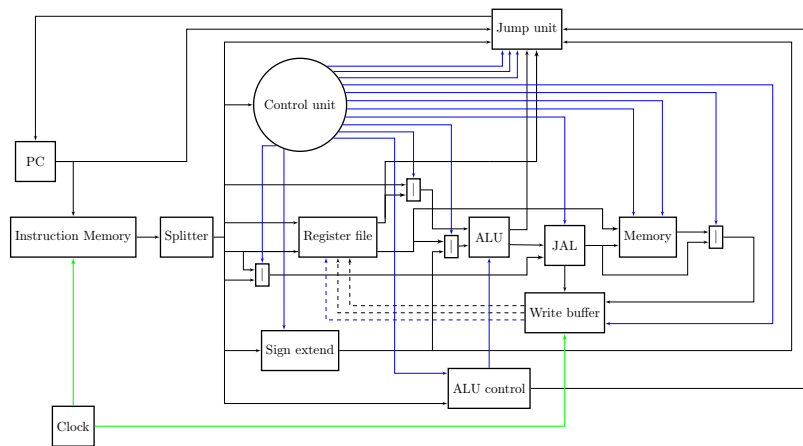 Jump unit
Control unit
PC
|
Instruction Memory
Splitter
Register file
|
ALU
JAL
Memory
|
|
Write buffer
Sign extend
ALU control
Clock